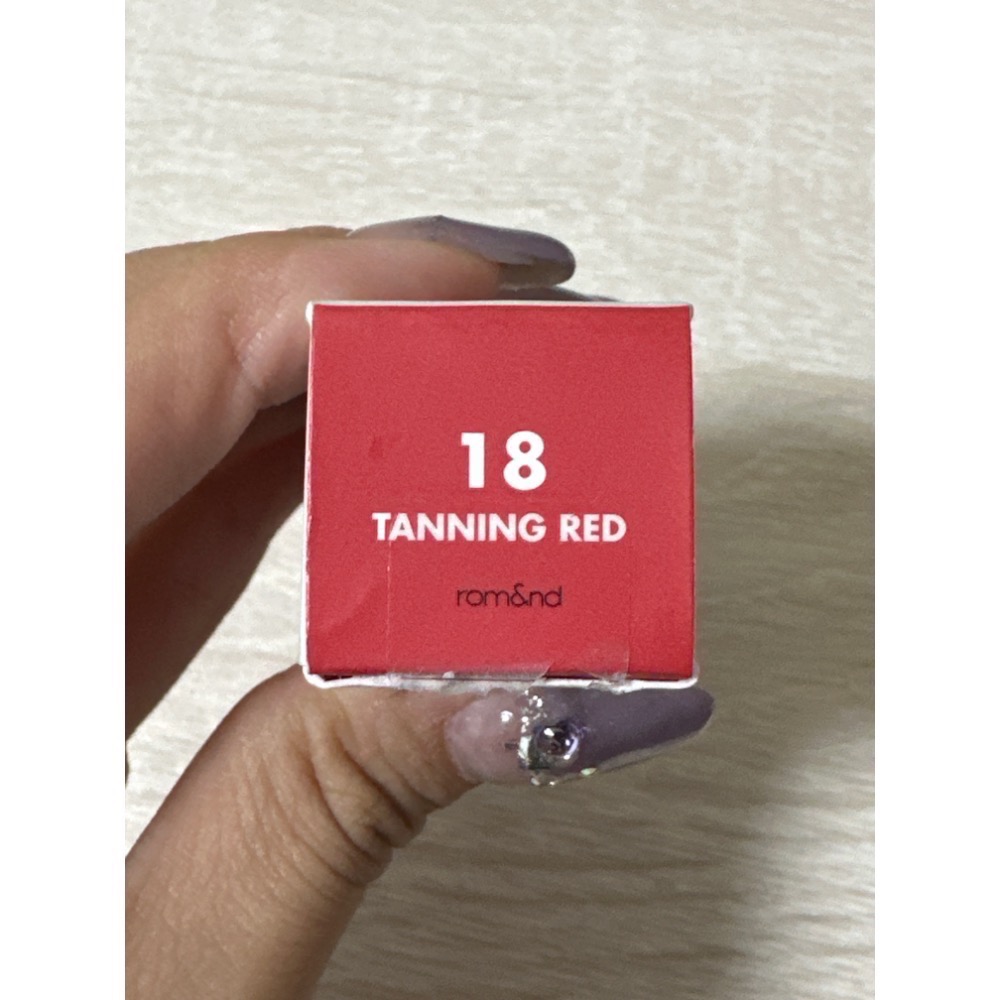 18
TANNING RED
rom&nd